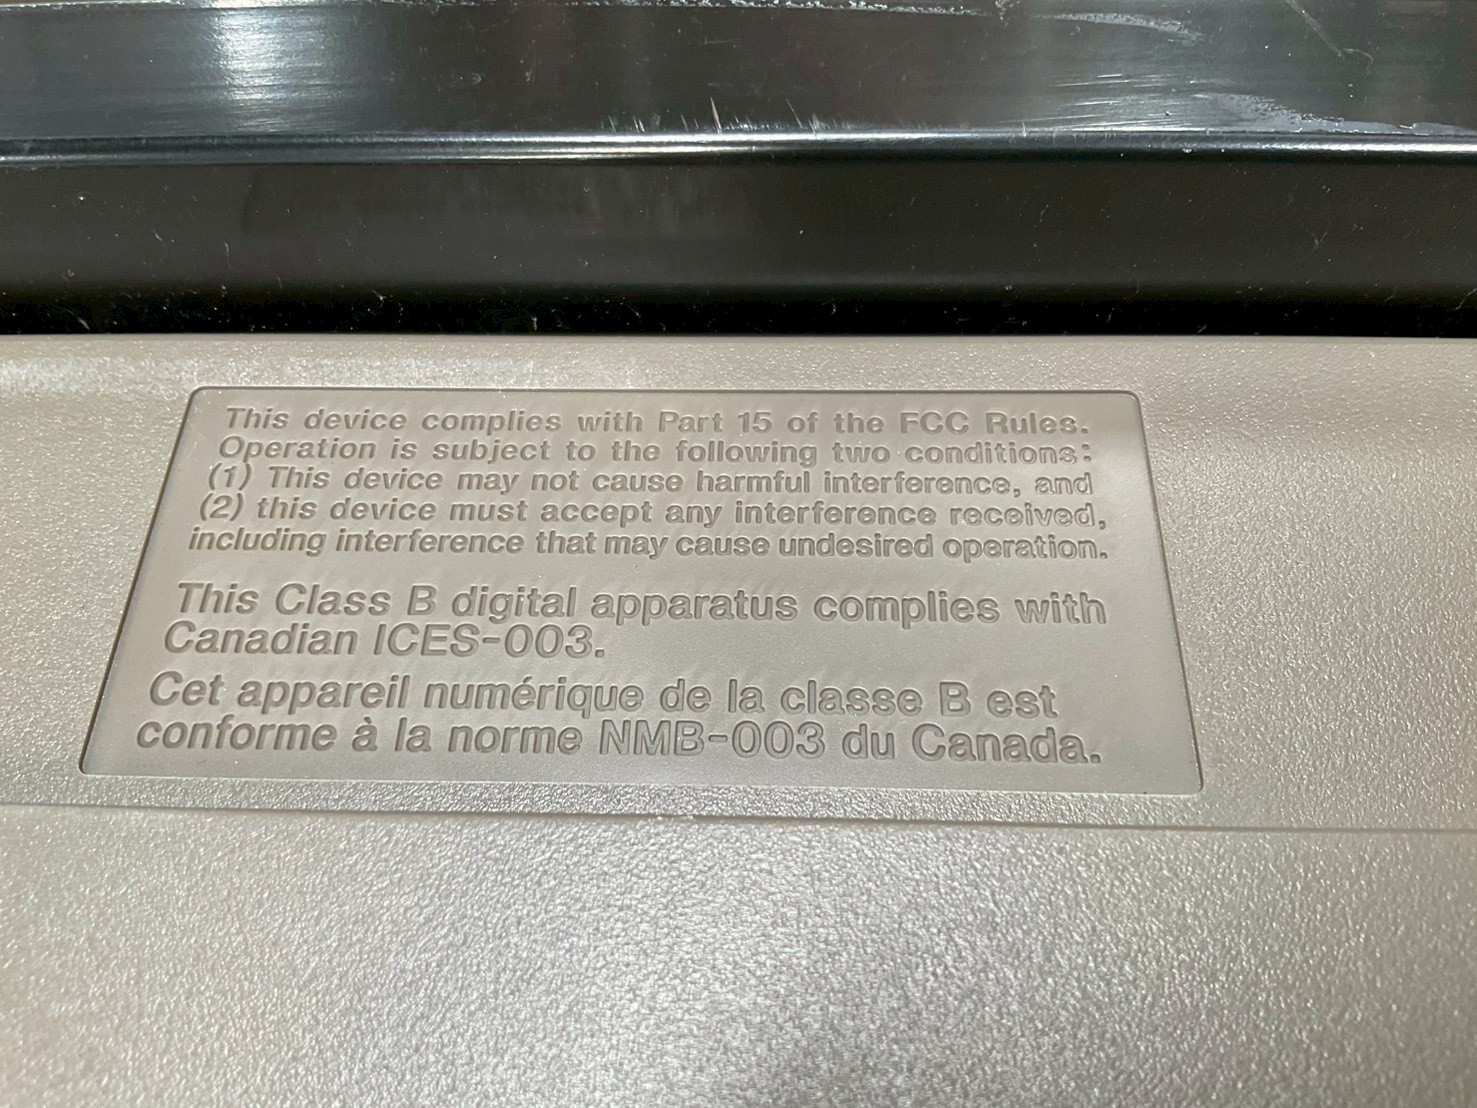 This device complies with Part 15 of the FCC Rules.
Operation is subject to the following two conditions:
(1) This device may not cause harmful interference, and
(2) this device must accept any interference received,
including interference that may cause undesired operation.
This Class B digital apparatus complies with
Canadian ICES-003.
Cet appareil numérique de la classe B est
conforme à la norme NMB-003 du Canada.